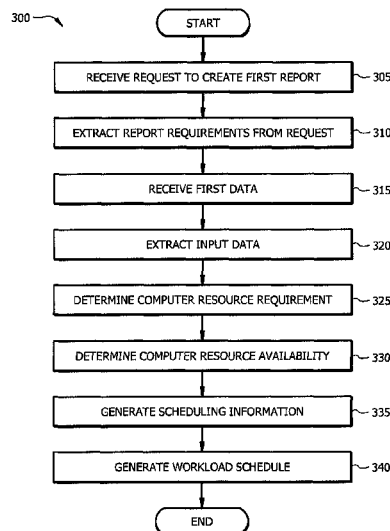 300
START
RECEIVE REQUEST TO CREATE FIRST REPORT
305
EXTRACT REPORT REQUIREMENTS FROM REQUEST
310
RECEIVE FIRST DATA
315
EXTRACT INPUT DATA
320
DETERMINE COMPUTER RESOURCE REQUIREMENT
325
DETERMINE COMPUTER RESOURCE AVAILABILITY
330
GENERATE SCHEDULING INFORMATION
335
GENERATE WORKLOAD SCHEDULE
340
END